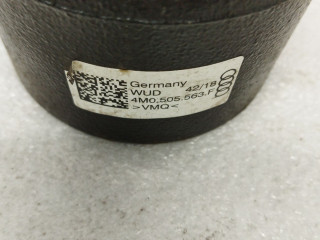 Germany
WUD 42/18
4M0.505.563.F
>VMQ<